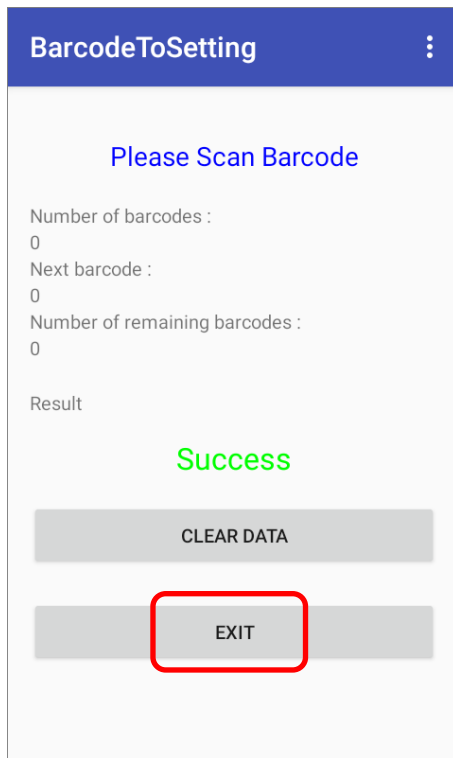 BarcodeToSetting
Please Scan Barcode
Number of barcodes :
0
Next barcode :
0
Number of remaining barcodes :
0
Result
Success
CLEAR DATA
EXIT